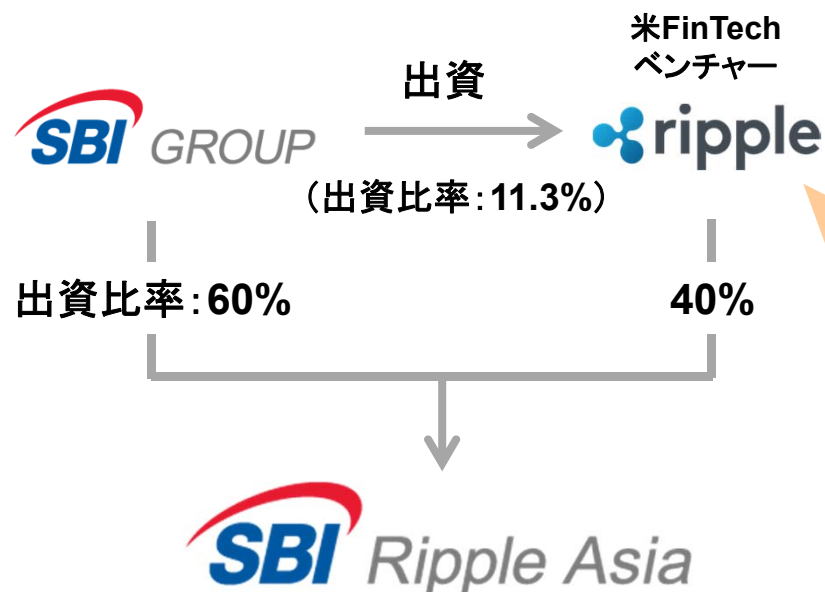 米FinTech
ベンチャー
出資
SBI GROUP
ripple
（出資比率：11.3%）
出資比率：60%
40%
SBI Ripple Asia